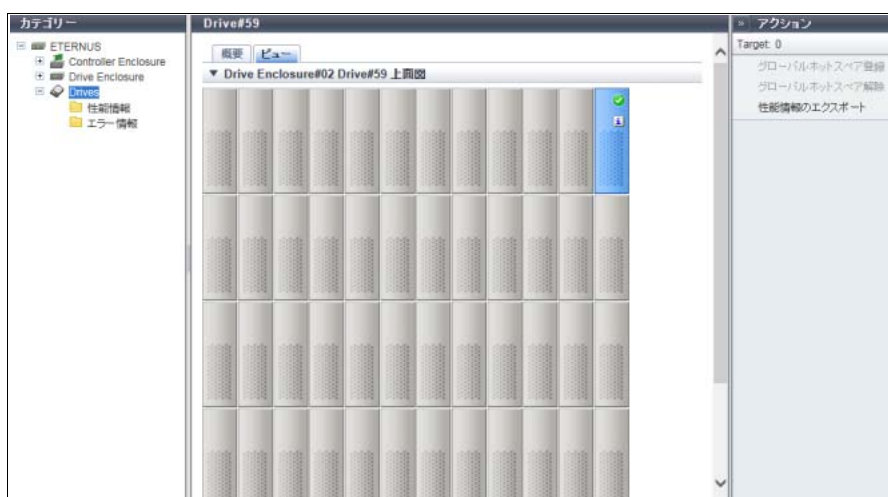 カテゴリー
ETERNUS
Controller Enclosure
Drive Enclosure
Drives
性能情報
エラー情報
Drive#59
概要 ビュー
▼ Drive Enclosure#02 Drive#59 上面図
» アクション
Target: 0
グローバルホットスペア登録
グローバルホットスペア解除
性能情報のエクスポート